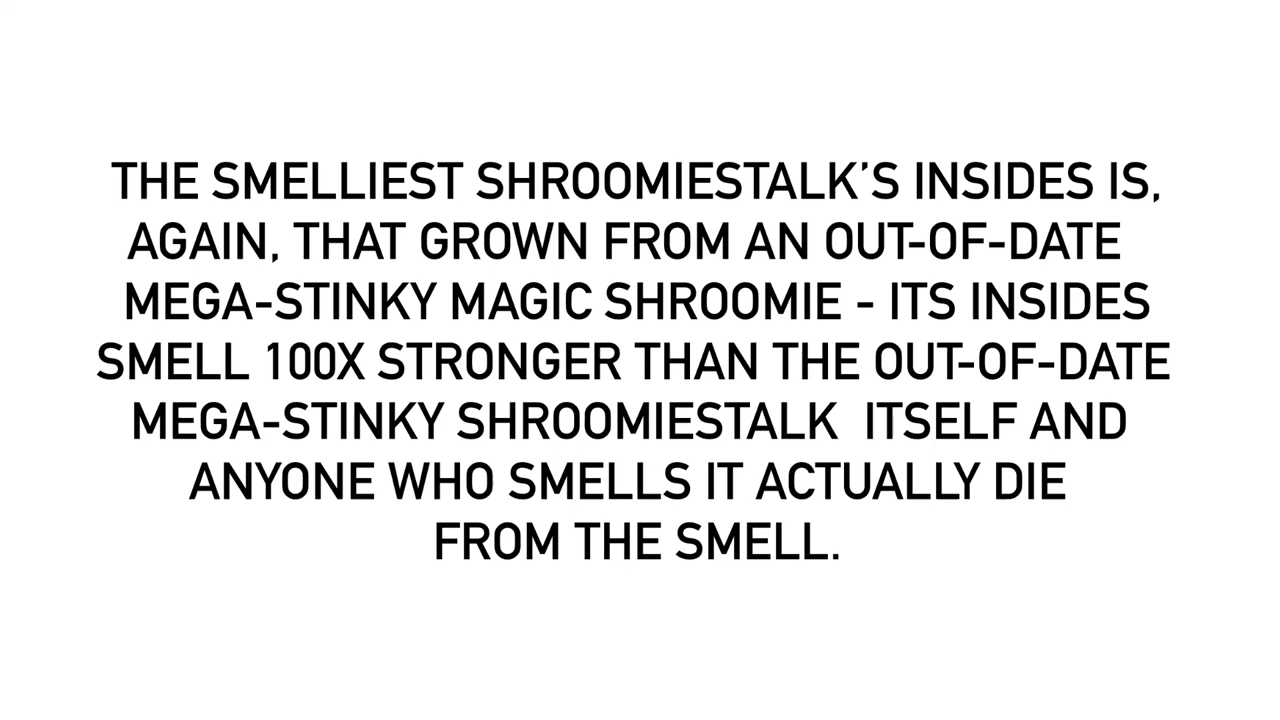 THE SMELLIEST SHROOMIESTALK’S INSIDES IS,
AGAIN, THAT GROWN FROM AN OUT-OF-DATE
MEGA-STINKY MAGIC SHROOMIE - ITS INSIDES
SMELL 100X STRONGER THAN THE OUT-OF-DATE
MEGA-STINKY SHROOMIESTALK  ITSELF AND
ANYONE WHO SMELLS IT ACTUALLY DIE
FROM THE SMELL.